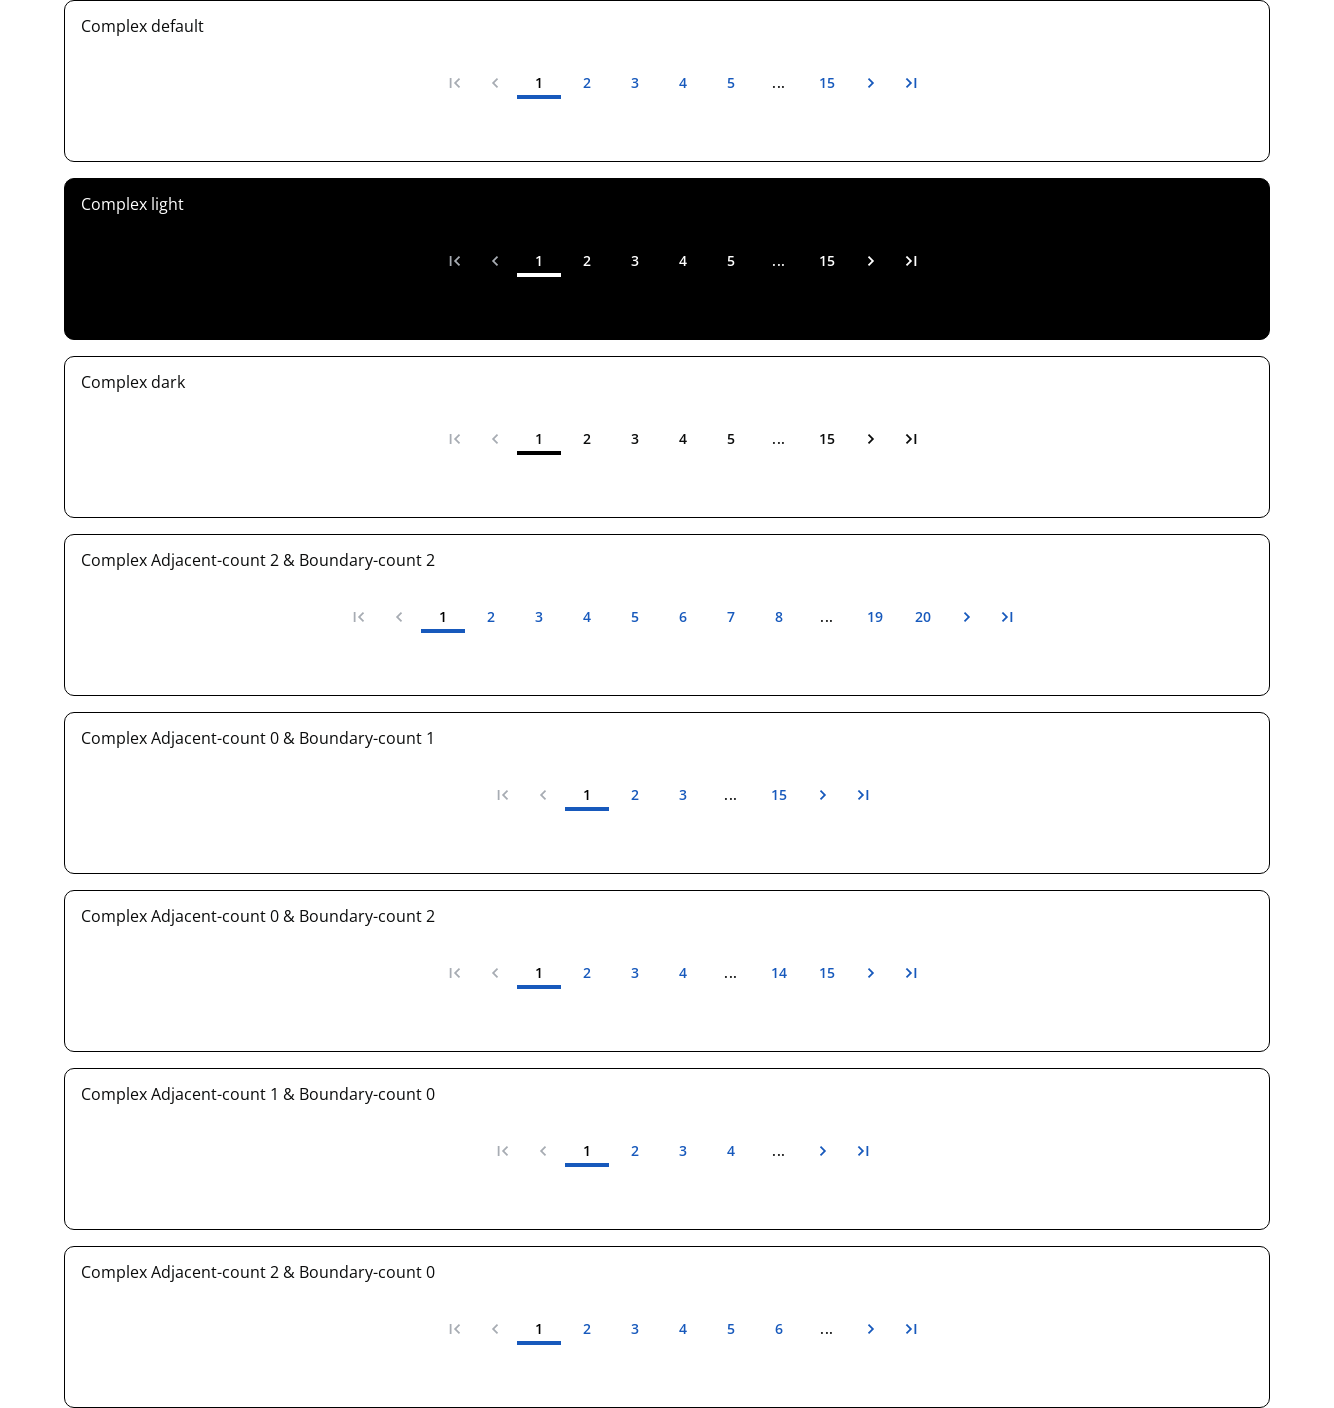 Complex default
1 2 3 4 5 ... 15
Complex light
1 2 3 4 5 ... 15
Complex dark
1 2 3 4 5 ... 15
Complex Adjacent-count 2 & Boundary-count 2
1 2 3 4 5 6 7 8 ... 19 20
Complex Adjacent-count 0 & Boundary-count 1
1 2 3 ... 15
Complex Adjacent-count 0 & Boundary-count 2
1 2 3 4 ... 14 15
Complex Adjacent-count 1 & Boundary-count 0
1 2 3 4 ...
Complex Adjacent-count 2 & Boundary-count 0
1 2 3 4 5 6 ...